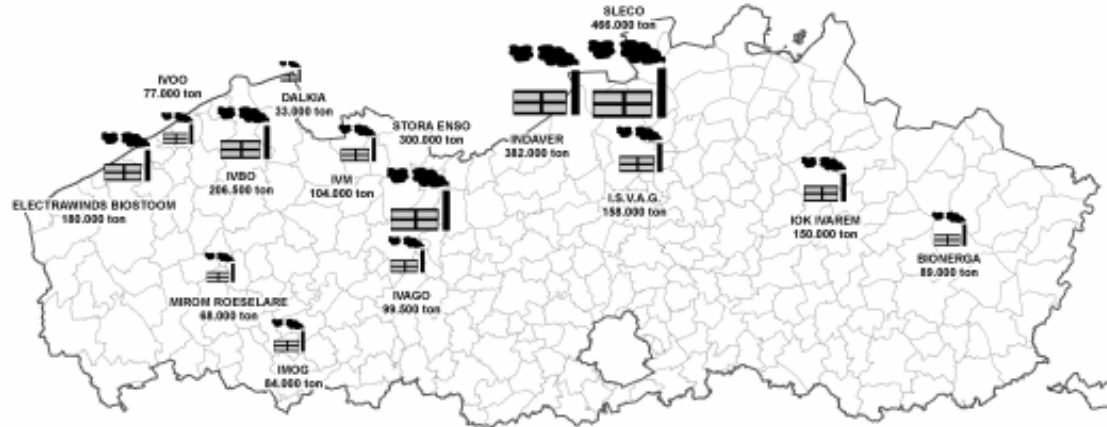 SLECO
466.000 ton
IVOO
77.000 ton
DALKIA
33.000 ton
STORA ENSO
300.000 ton
INDAVER
382.000 ton
IVBO
206.500 ton
IVM
104.000 ton
I.S.V.A.G.
158.000 ton
ELECTRAWINDS BIOSTOOM
180.000 ton
IOK IVAREM
150.000 ton
BIONERGA
89.000 ton
MIROM ROESELARE
68.000 ton
IVAGO
99.500 ton
IMOG
84.000 ton